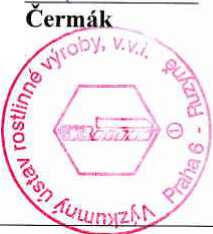 Čermák
Výzkumný ústav rostlinné výroby, v.v.i.
Praha 6 - Ruzyně
1